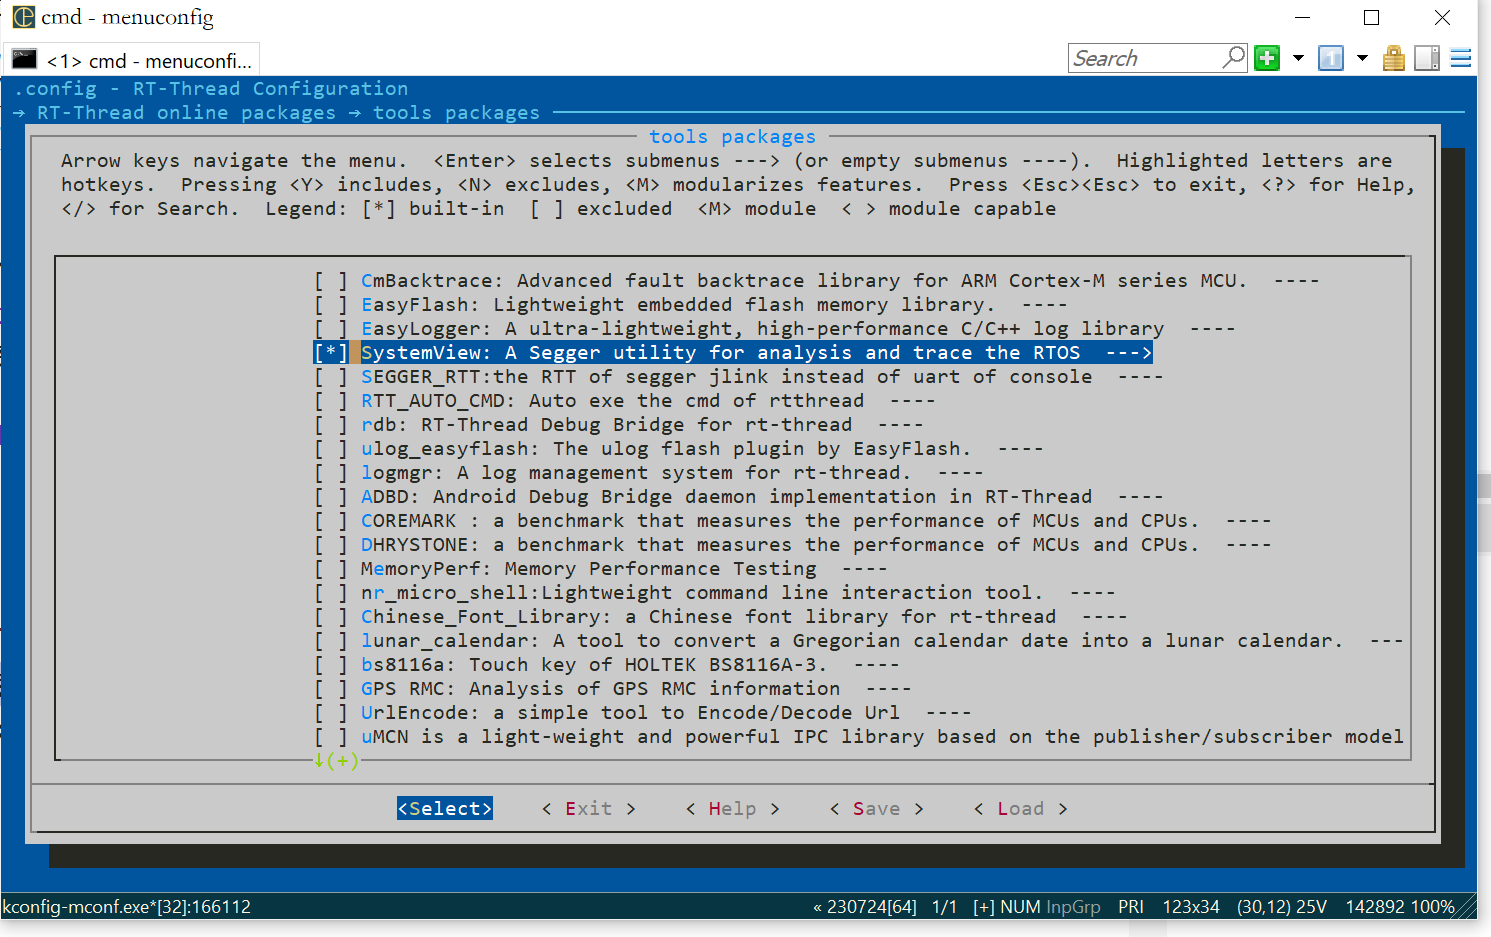 cmd - menuconfig
<1> cmd - menuconfi...
Search
1
.config - RT-Thread Configuration
→ RT-Thread online packages → tools packages
tools packages
Arrow keys navigate the menu.  <Enter> selects submenus ---> (or empty submenus ----).  Highlighted letters are
hotkeys.  Pressing <Y> includes, <N> excludes, <M> modularizes features.  Press <Esc><Esc> to exit, <?> for Help,
</> for Search.  Legend: [*] built-in  [ ] excluded  <M> module  < > module capable
[ ] CmBacktrace: Advanced fault backtrace library for ARM Cortex-M series MCU.  ----
[ ] EasyFlash: Lightweight embedded flash memory library.  ----
[ ] EasyLogger: A ultra-lightweight, high-performance C/C++ log library  ----
[*] SystemView: A Segger utility for analysis and trace the RTOS  --->
[ ] SEGGER_RTT:the RTT of segger jlink instead of uart of console  ----
[ ] RTT_AUTO_CMD: Auto exe the cmd of rtthread  ----
[ ] rdb: RT-Thread Debug Bridge for rt-thread  ----
[ ] ulog_easyflash: The ulog flash plugin by EasyFlash.  ----
[ ] logmgr: A log management system for rt-thread.  ----
[ ] ADBD: Android Debug Bridge daemon implementation in RT-Thread  ----
[ ] COREMARK : a benchmark that measures the performance of MCUs and CPUs.  ----
[ ] DHRYSTONE: a benchmark that measures the performance of MCUs and CPUs.  ----
[ ] MemoryPerf: Memory Performance Testing  ----
[ ] nr_micro_shell:Lightweight command line interaction tool.  ----
[ ] Chinese_Font_Library: a Chinese font library for rt-thread  ----
[ ] lunar_calendar: A tool to convert a Gregorian calendar date into a lunar calendar.  ---
[ ] bs8116a: Touch key of HOLTEK BS8116A-3.  ----
[ ] GPS RMC: Analysis of GPS RMC information  ----
[ ] UrlEncode: a simple tool to Encode/Decode Url  ----
[ ] uMCN is a light-weight and powerful IPC library based on the publisher/subscriber model
↓(+)
<Select>    < Exit >    < Help >    < Save >    < Load >
kconfig-mconf.exe*[32]:166112    « 230724[64]  1/1  [+] NUM InpGrp  PRI  123x34  (30,12) 25V  142892 100%